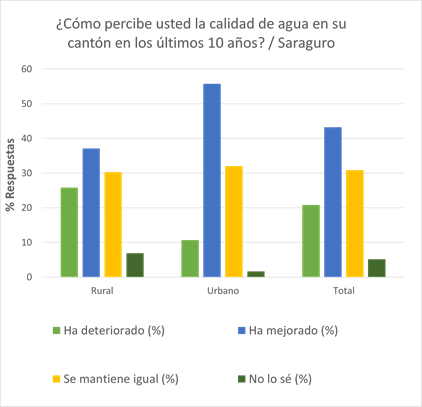 ¿Cómo percibe usted la calidad de agua en su
cantón en los últimos 10 años? / Saraguro
% Respuestas
60
50
40
30
20
10
0
Rural
Urbano
Total
Ha deteriorado (%)
Ha mejorado (%)
Se mantiene igual (%)
No lo sé (%)